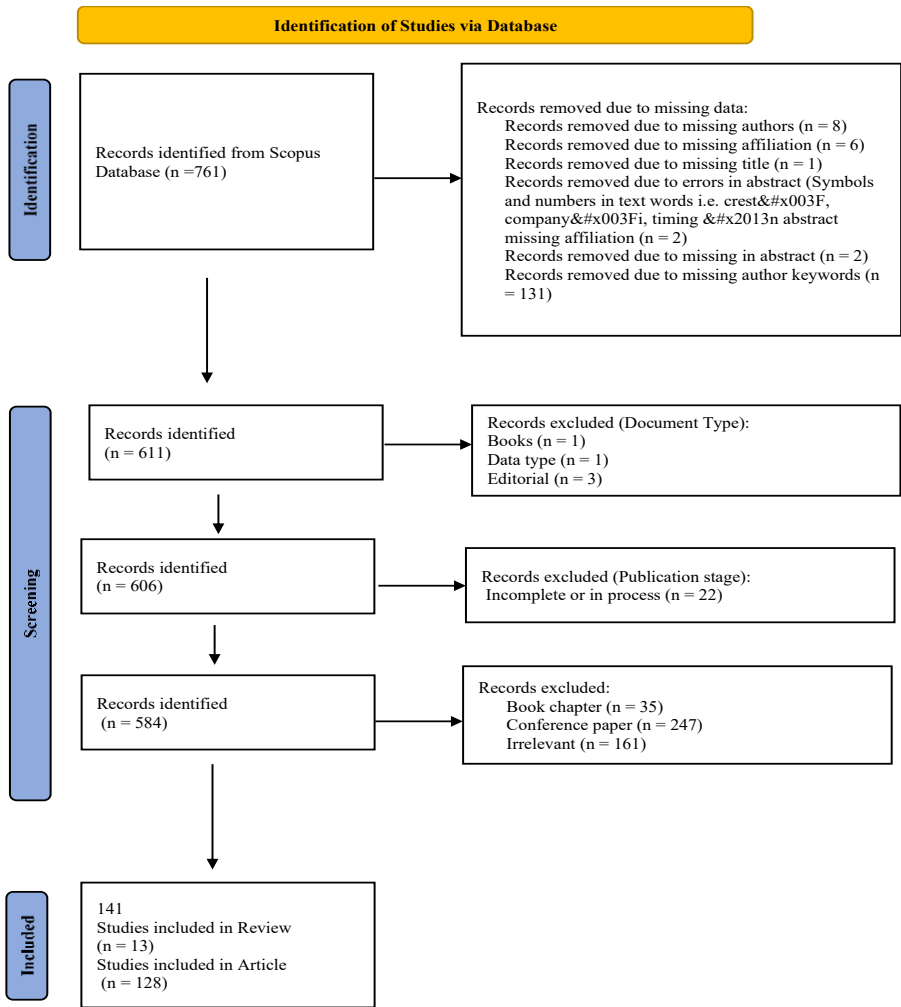 Identification of Studies via Database
Identification
Records identified from Scopus
Database (n =761)
Records removed due to missing data:
Records removed due to missing authors (n = 8)
Records removed due to missing affiliation (n = 6)
Records removed due to missing title (n = 1)
Records removed due to errors in abstract (Symbols
and numbers in text words i.e. crest&#x003F,
company&#x003Fi, timing &#x2013n abstract
missing affiliation (n = 2)
Records removed due to missing in abstract (n = 2)
Records removed due to missing author keywords (n
= 131)
Screening
Records identified
(n = 611)
Records excluded (Document Type):
Books (n = 1)
Data type (n = 1)
Editorial (n = 3)
Records identified
(n = 606)
Records excluded (Publication stage):
Incomplete or in process (n = 22)
Records identified
(n = 584)
Records excluded:
Book chapter (n = 35)
Conference paper (n = 247)
Irrelevant (n = 161)
Included
141
Studies included in Review
(n = 13)
Studies included in Article
(n = 128)